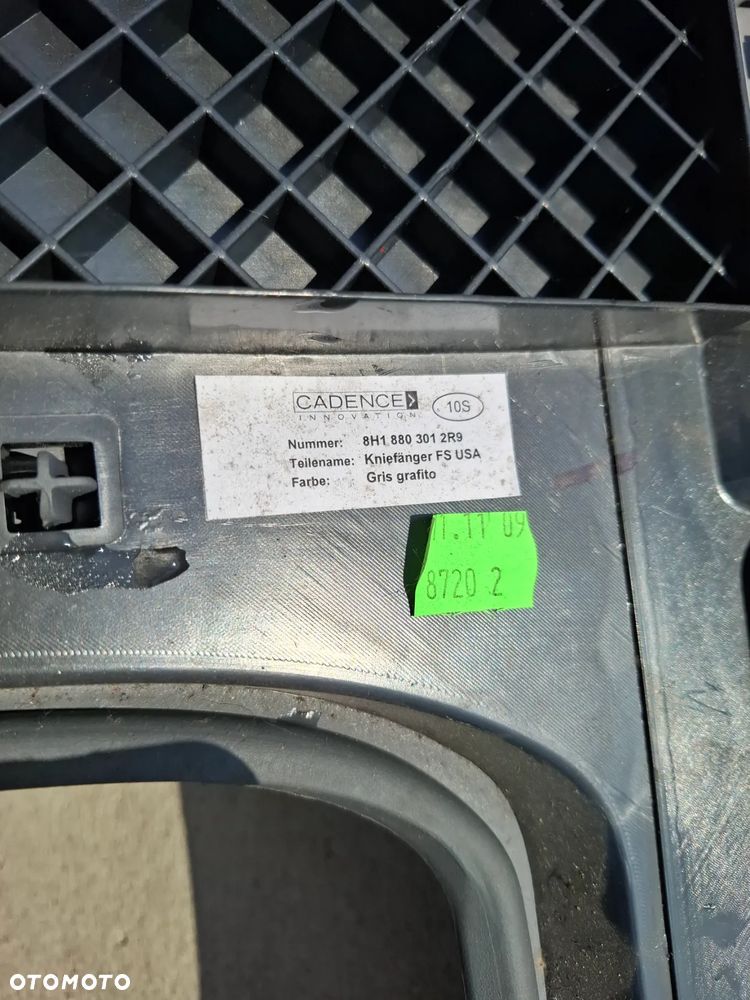 CADENCE
INNOVATION
10S
Nummer: 8H1 880 301 2R9
Teilename: Kniefänger FS USA
Farbe: Gris grafito
11.11 09
8720 2
OTOMOTO